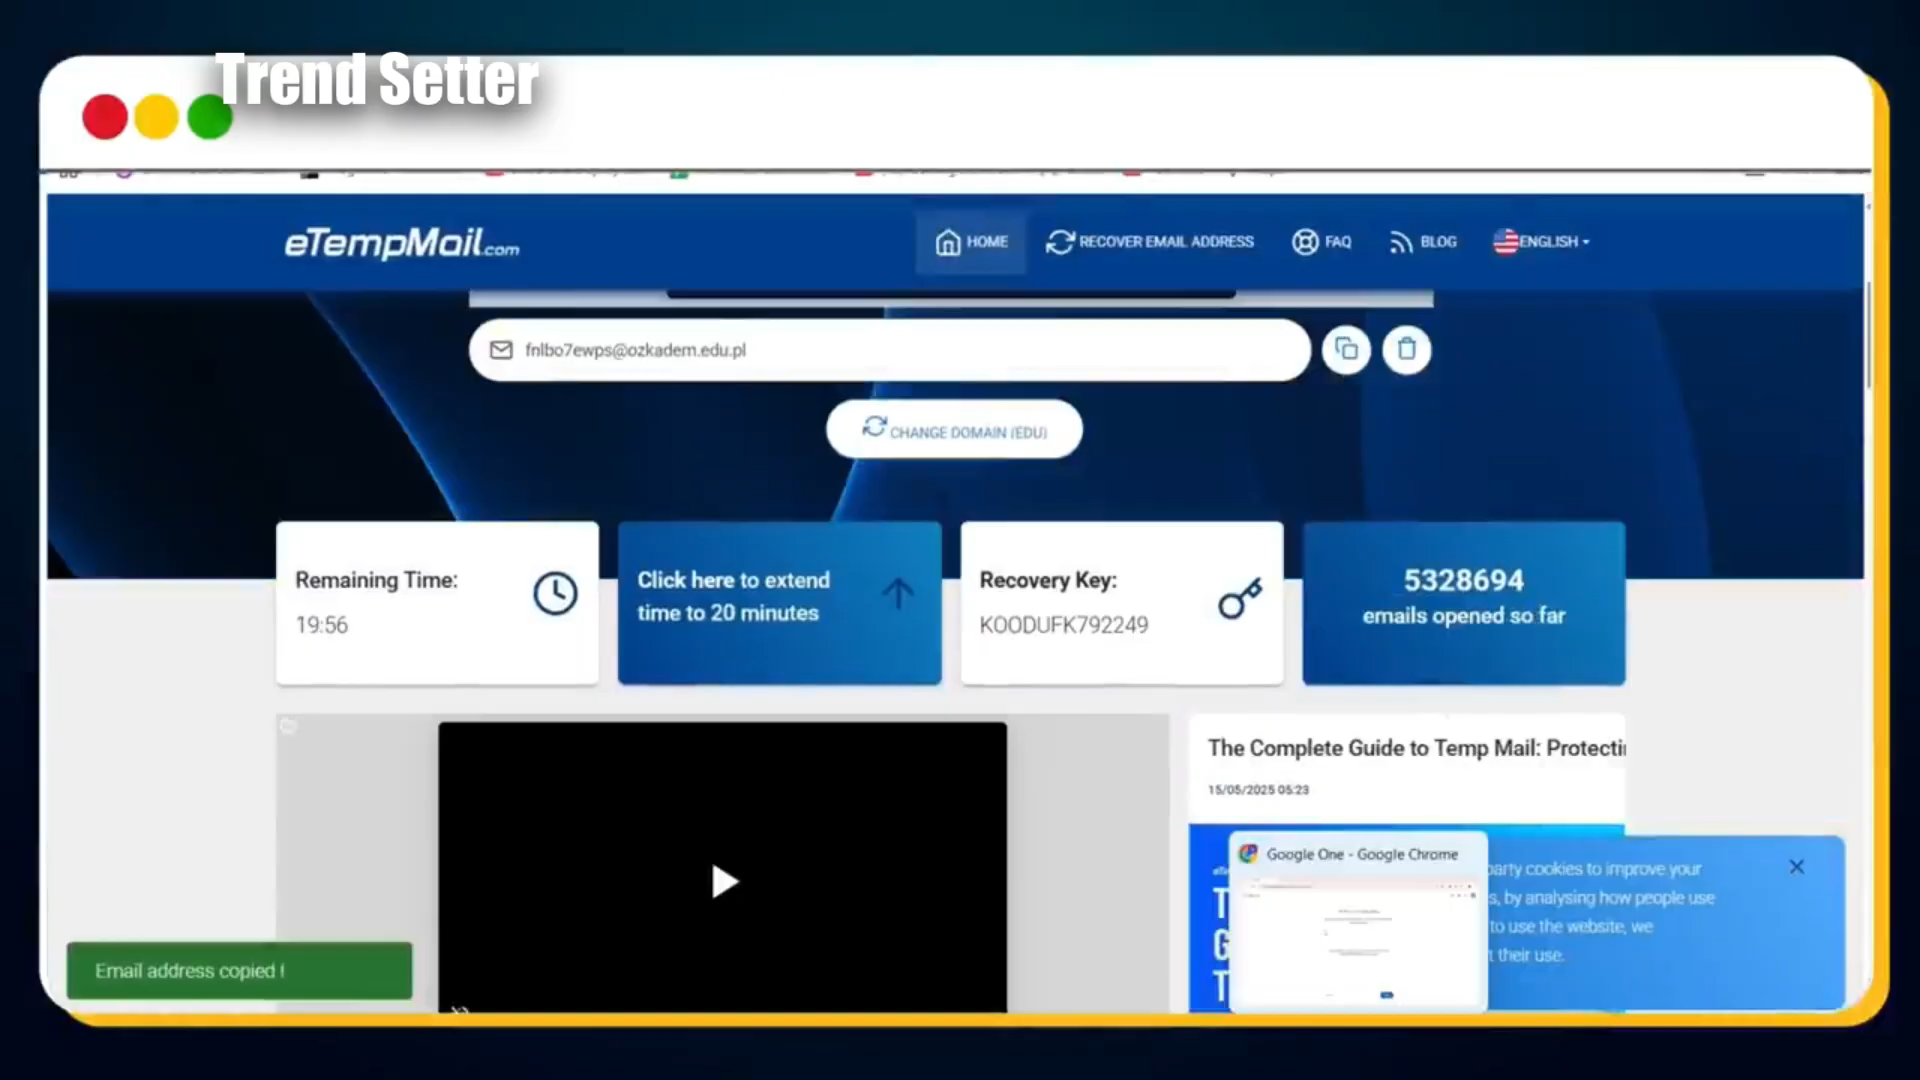 Trend Setter
eTempMail.com
HOME
RECOVER EMAIL ADDRESS
FAQ
BLOG
ENGLISH
fnlbo7ewps@ozkadem.edu.pl
CHANGE DOMAIN (EDU)
Remaining Time:
19:56
Click here to extend
time to 20 minutes
Recovery Key:
KOODUFK792249
5328694
emails opened so far
The Complete Guide to Temp Mail: Protecti
15/05/2025 05:23
Google One - Google Chrome
party cookies to improve your
s, by analysing how people use
to use the website, we
t their use.
T
G
T
Email address copied !